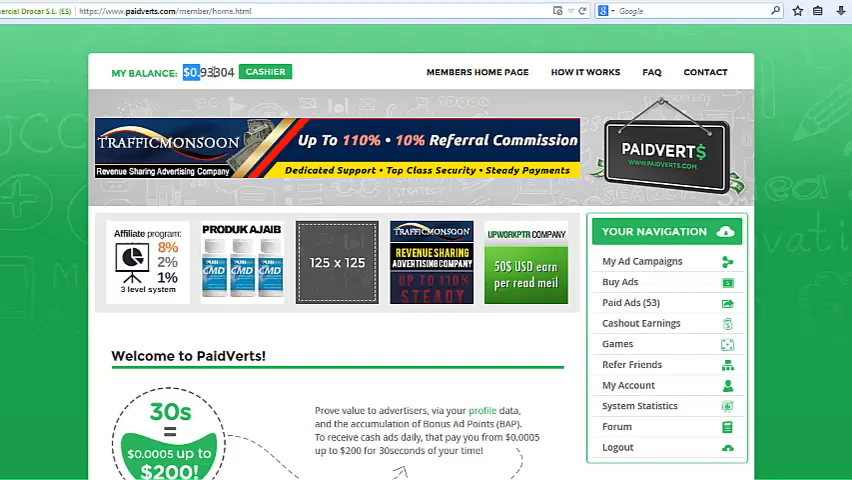 ercial Drocar S.L. (ES)
https://www.paidverts.com/member/home.html
Google
MY BALANCE: $0.93304 CASHIER
MEMBERS HOME PAGE HOW IT WORKS FAQ CONTACT
TRAFFICMONSOON
Revenue Sharing Advertising Company
Up To 110% • 10% Referral Commission
Dedicated Support • Top Class Security • Steady Payments
PAIDVERT$
WWW.PAIDVERTS.COM
Affiliate program:
8%
2%
1%
3 level system
PRODUK AJAIB
CMD CMD CMD
125 x 125
TRAFFICMONSOON
REVENUE SHARING
ADVERTISING COMPANY
UP TO 110%
STEADY
UPWORKPTR COMPANY
50$ USD earn
per read meil
YOUR NAVIGATION
My Ad Campaigns
Buy Ads
Paid Ads (53)
Cashout Earnings
Games
Refer Friends
My Account
System Statistics
Forum
Logout
Welcome to PaidVerts!
30s
=
$0.0005 up to
$200!
Prove value to advertisers, via your profile data,
and the accumulation of Bonus Ad Points (BAP).
To receive cash ads daily, that pay you from $0.0005
up to $200 for 30seconds of your time!